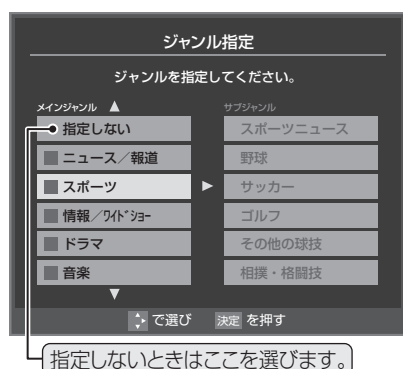 ジャンル指定
ジャンルを指定してください。
メインジャンル ▲
サブジャンル
指定しない
スポーツニュース
ニュース／報道
野球
スポーツ
▶
サッカー
情報／ワイドショー
ゴルフ
ドラマ
その他の球技
音楽
相撲・格闘技
▼
で選び 決定 を押す
指定しないときはここを選びます。